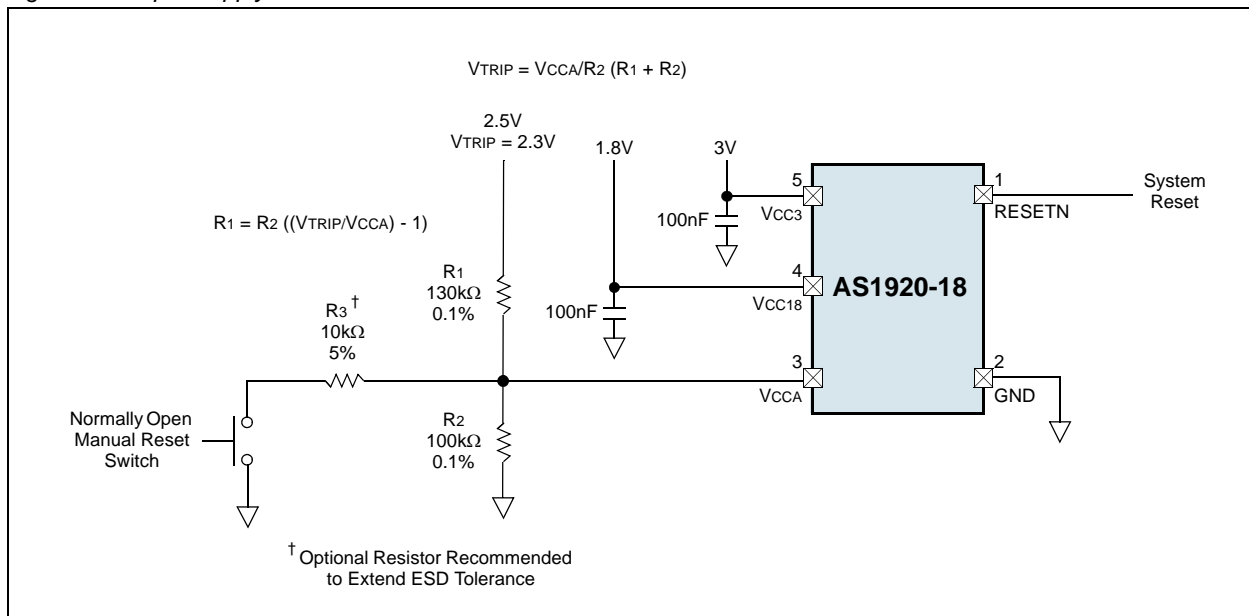 VTRIP = VCCA/R2 (R1 + R2)
2.5V
VTRIP = 2.3V
1.8V
3V
5
VCC3
100nF
1
RESETN
System
Reset
R1 = R2 ((VTRIP/VCCA) - 1)
R1
130kΩ
0.1%
4
VCC18
100nF
AS1920-18
R3 †
10kΩ
5%
3
VCCA
2
GND
Normally Open
Manual Reset
Switch
R2
100kΩ
0.1%
† Optional Resistor Recommended
to Extend ESD Tolerance